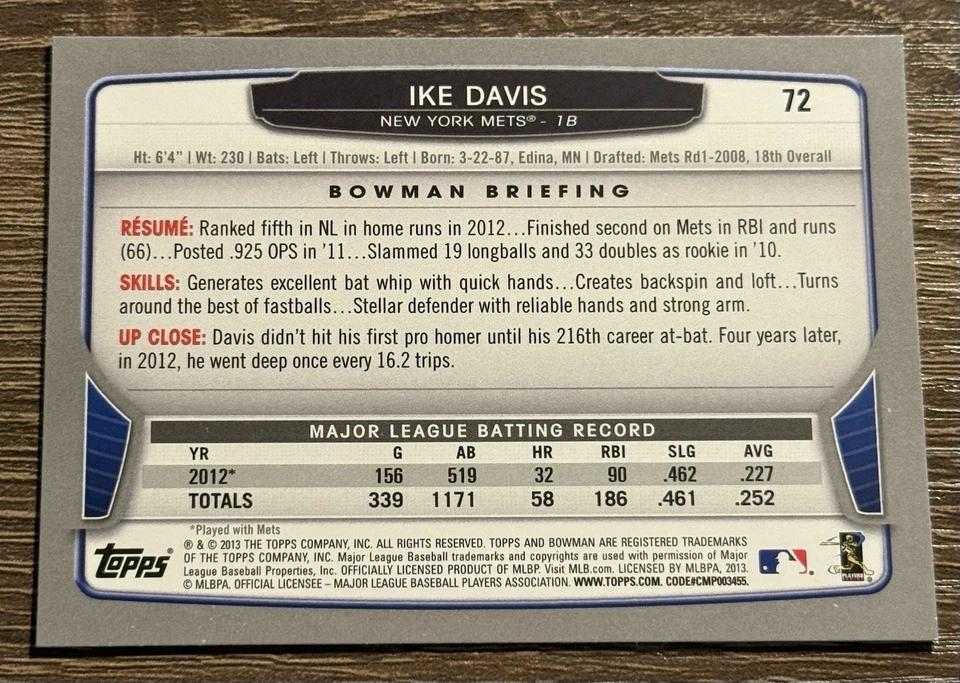 IKE DAVIS
72
NEW YORK METS® - 1B
Ht: 6'4" | Wt: 230 | Bats: Left | Throws: Left | Born: 3-22-87, Edina, MN | Drafted: Mets Rd1-2008, 18th Overall
BOWMAN BRIEFING
RÉSUMÉ: Ranked fifth in NL in home runs in 2012...Finished second on Mets in RBI and runs
(66)...Posted .925 OPS in '11...Slammed 19 longballs and 33 doubles as rookie in '10.
SKILLS: Generates excellent bat whip with quick hands...Creates backspin and loft...Turns
around the best of fastballs...Stellar defender with reliable hands and strong arm.
UP CLOSE: Davis didn't hit his first pro homer until his 216th career at-bat. Four years later,
in 2012, he went deep once every 16.2 trips.
MAJOR LEAGUE BATTING RECORD
YR G AB HR RBI SLG AVG
2012* 156 519 32 90 .462 .227
TOTALS 339 1171 58 186 .461 .252
*Played with Mets
Topps®
® & © 2013 THE TOPPS COMPANY, INC. ALL RIGHTS RESERVED. TOPPS AND BOWMAN ARE REGISTERED TRADEMARKS
OF THE TOPPS COMPANY, INC. Major League Baseball trademarks and copyrights are used with permission of Major
League Baseball Properties, Inc. OFFICIALLY LICENSED PRODUCT OF MLBP. Visit MLB.com. LICENSED BY MLBPA, 2013.
© MLBPA. OFFICIAL LICENSEE – MAJOR LEAGUE BASEBALL PLAYERS ASSOCIATION. WWW.TOPPS.COM. CODE#CMP003455.
PLAYERS